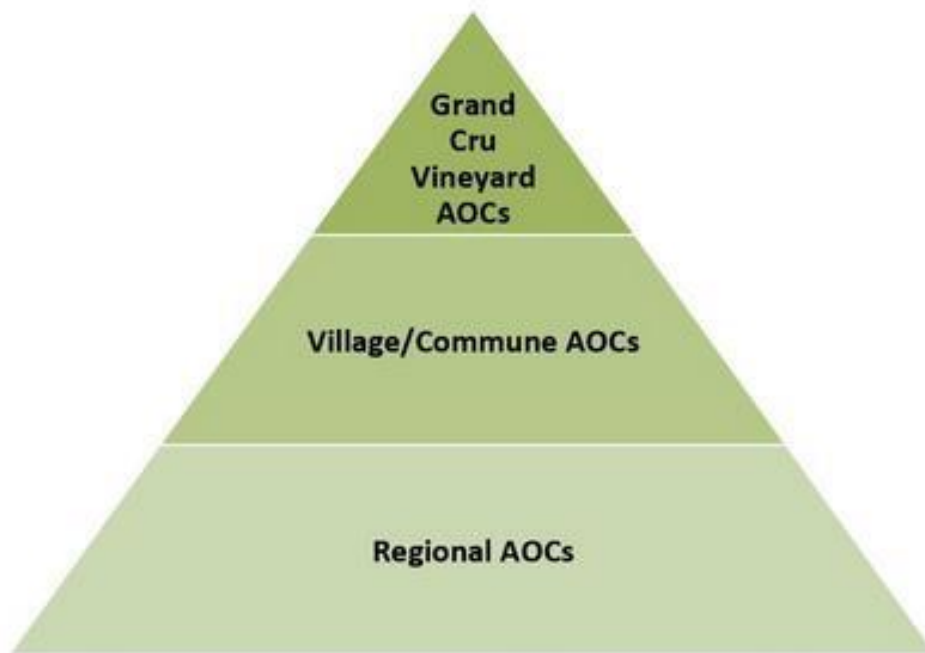 Grand
Cru
Vineyard
AOCs
Village/Commune AOCs
Regional AOCs